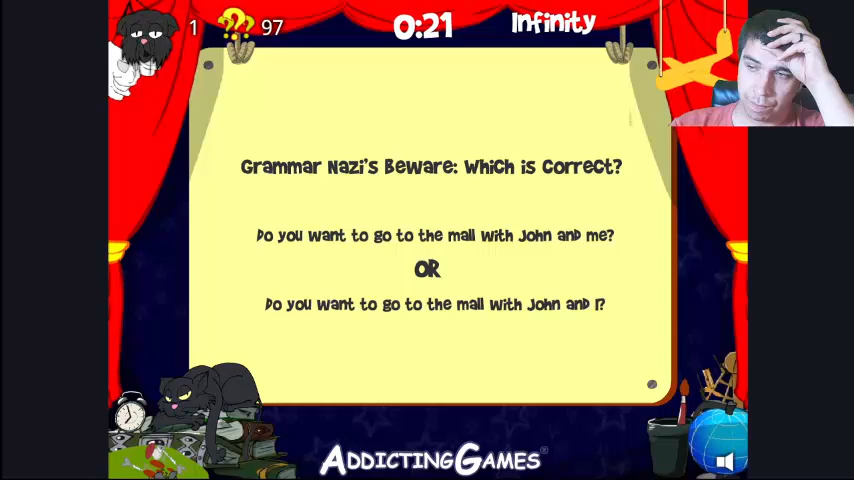 1 97 0:21 Infinity
Grammar Nazi's Beware: Which is correct?
Do you want to go to the mall with John and me?
OR
Do you want to go to the mall with John and I?
AddictingGames®